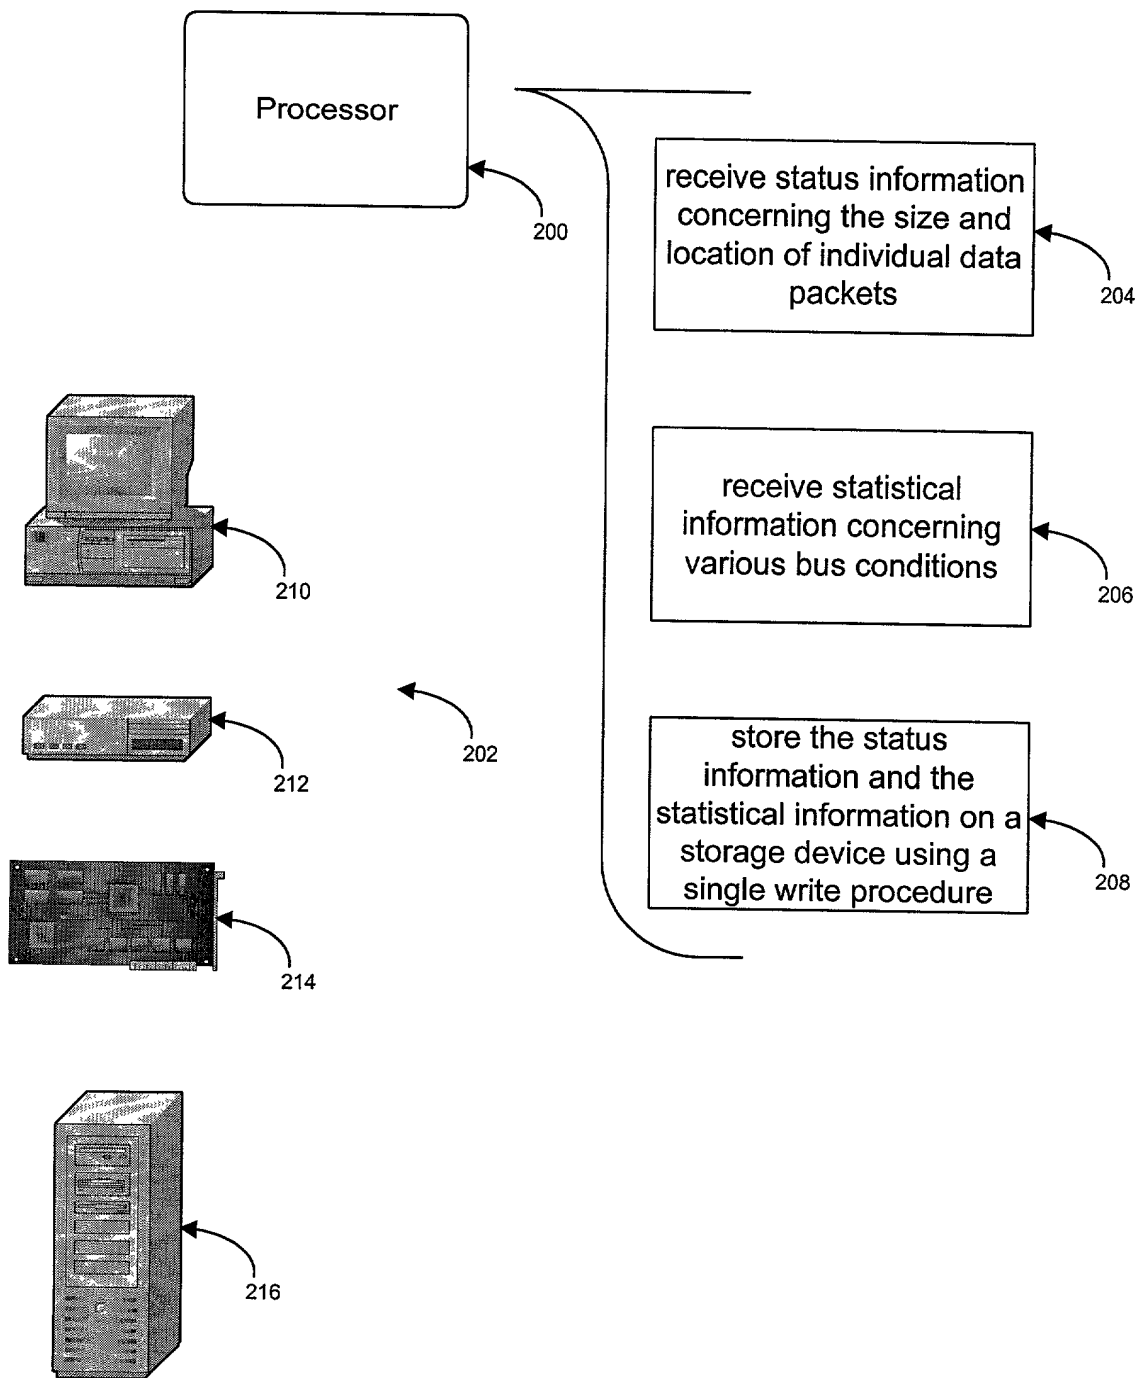 Processor
200
receive status information
concerning the size and
location of individual data
packets
204
receive statistical
information concerning
various bus conditions
206
210
202
212
store the status
information and the
statistical information on a
storage device using a
single write procedure
208
214
216